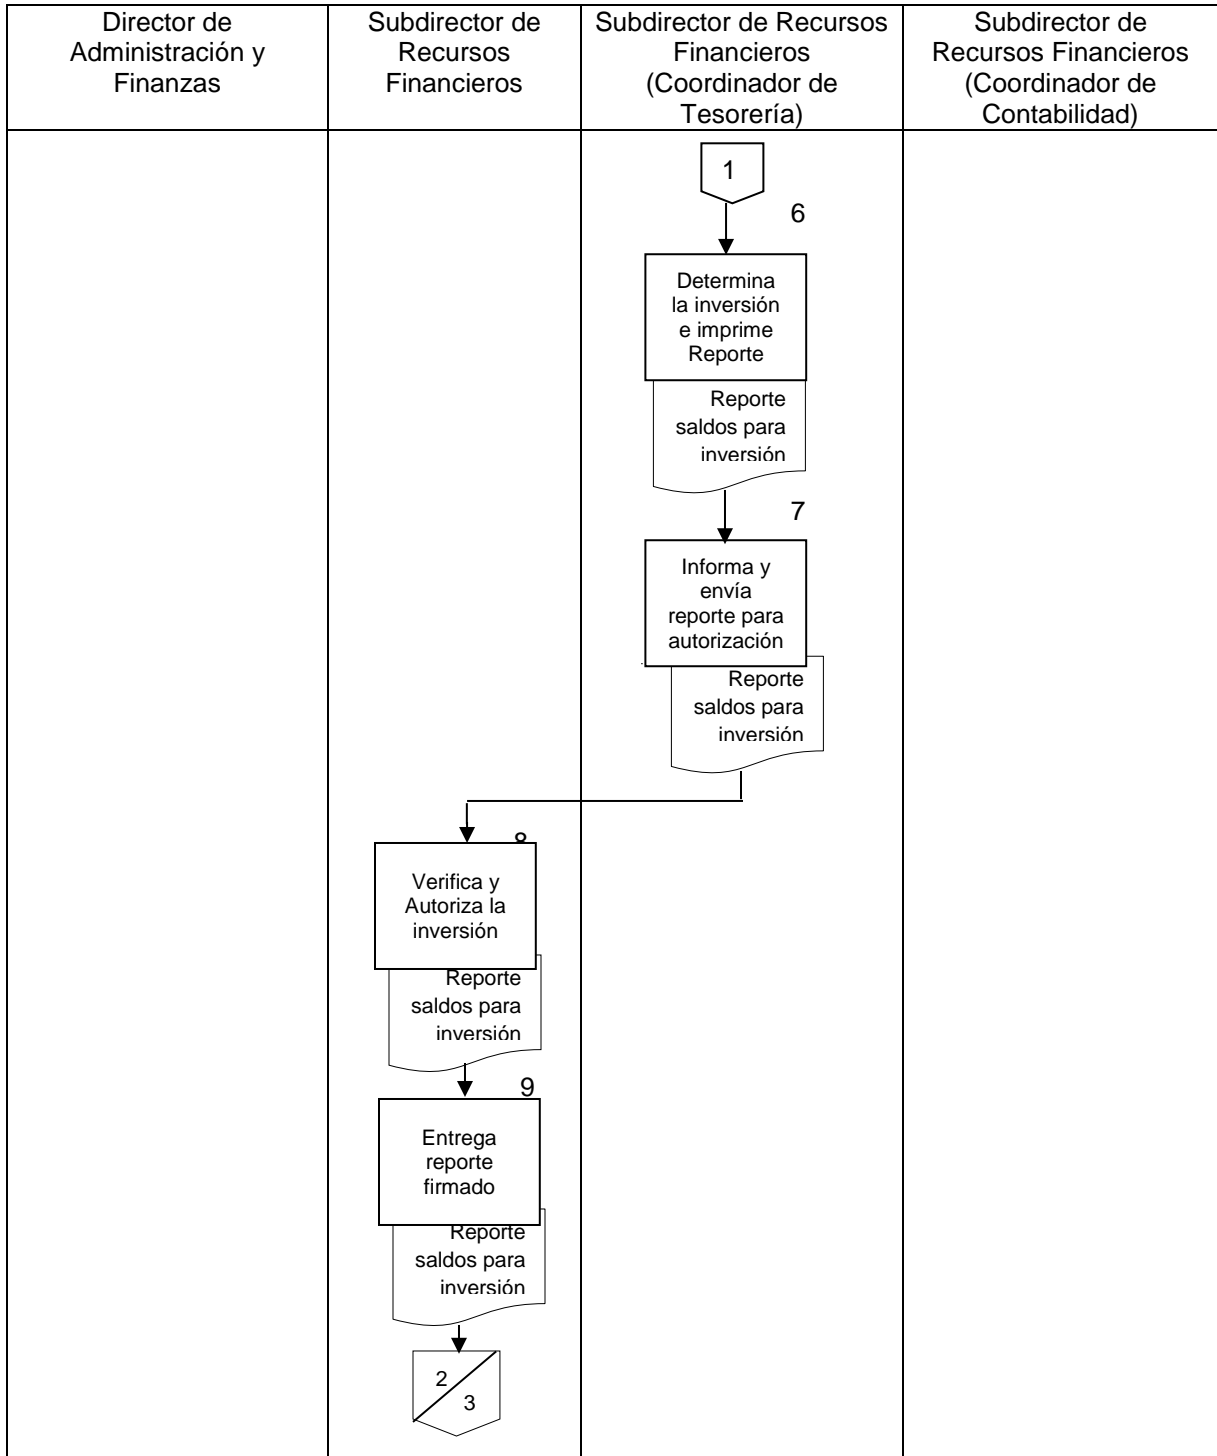 Director de
Administración y
Finanzas
Subdirector de
Recursos
Financieros
Subdirector de Recursos
Financieros
(Coordinador de
Tesorería)
Subdirector de
Recursos Financieros
(Coordinador de
Contabilidad)
1
6
Determina
la inversión
e imprime
Reporte
Reporte
saldos para
inversión
7
Informa y
envía
reporte para
autorización
Reporte
saldos para
inversión
8
Verifica y
Autoriza la
inversión
Reporte
saldos para
inversión
9
Entrega
reporte
firmado
Reporte
saldos para
inversión
2
3